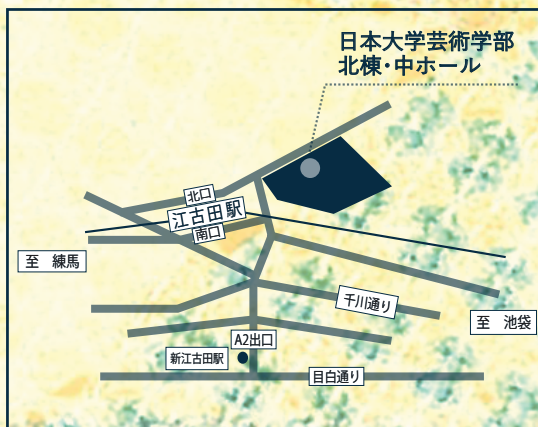 日本大学芸術学部
北棟・中ホール
北口
江古田駅
南口
至　練馬
千川通り
至　池袋
A2出口
新江古田駅
目白通り